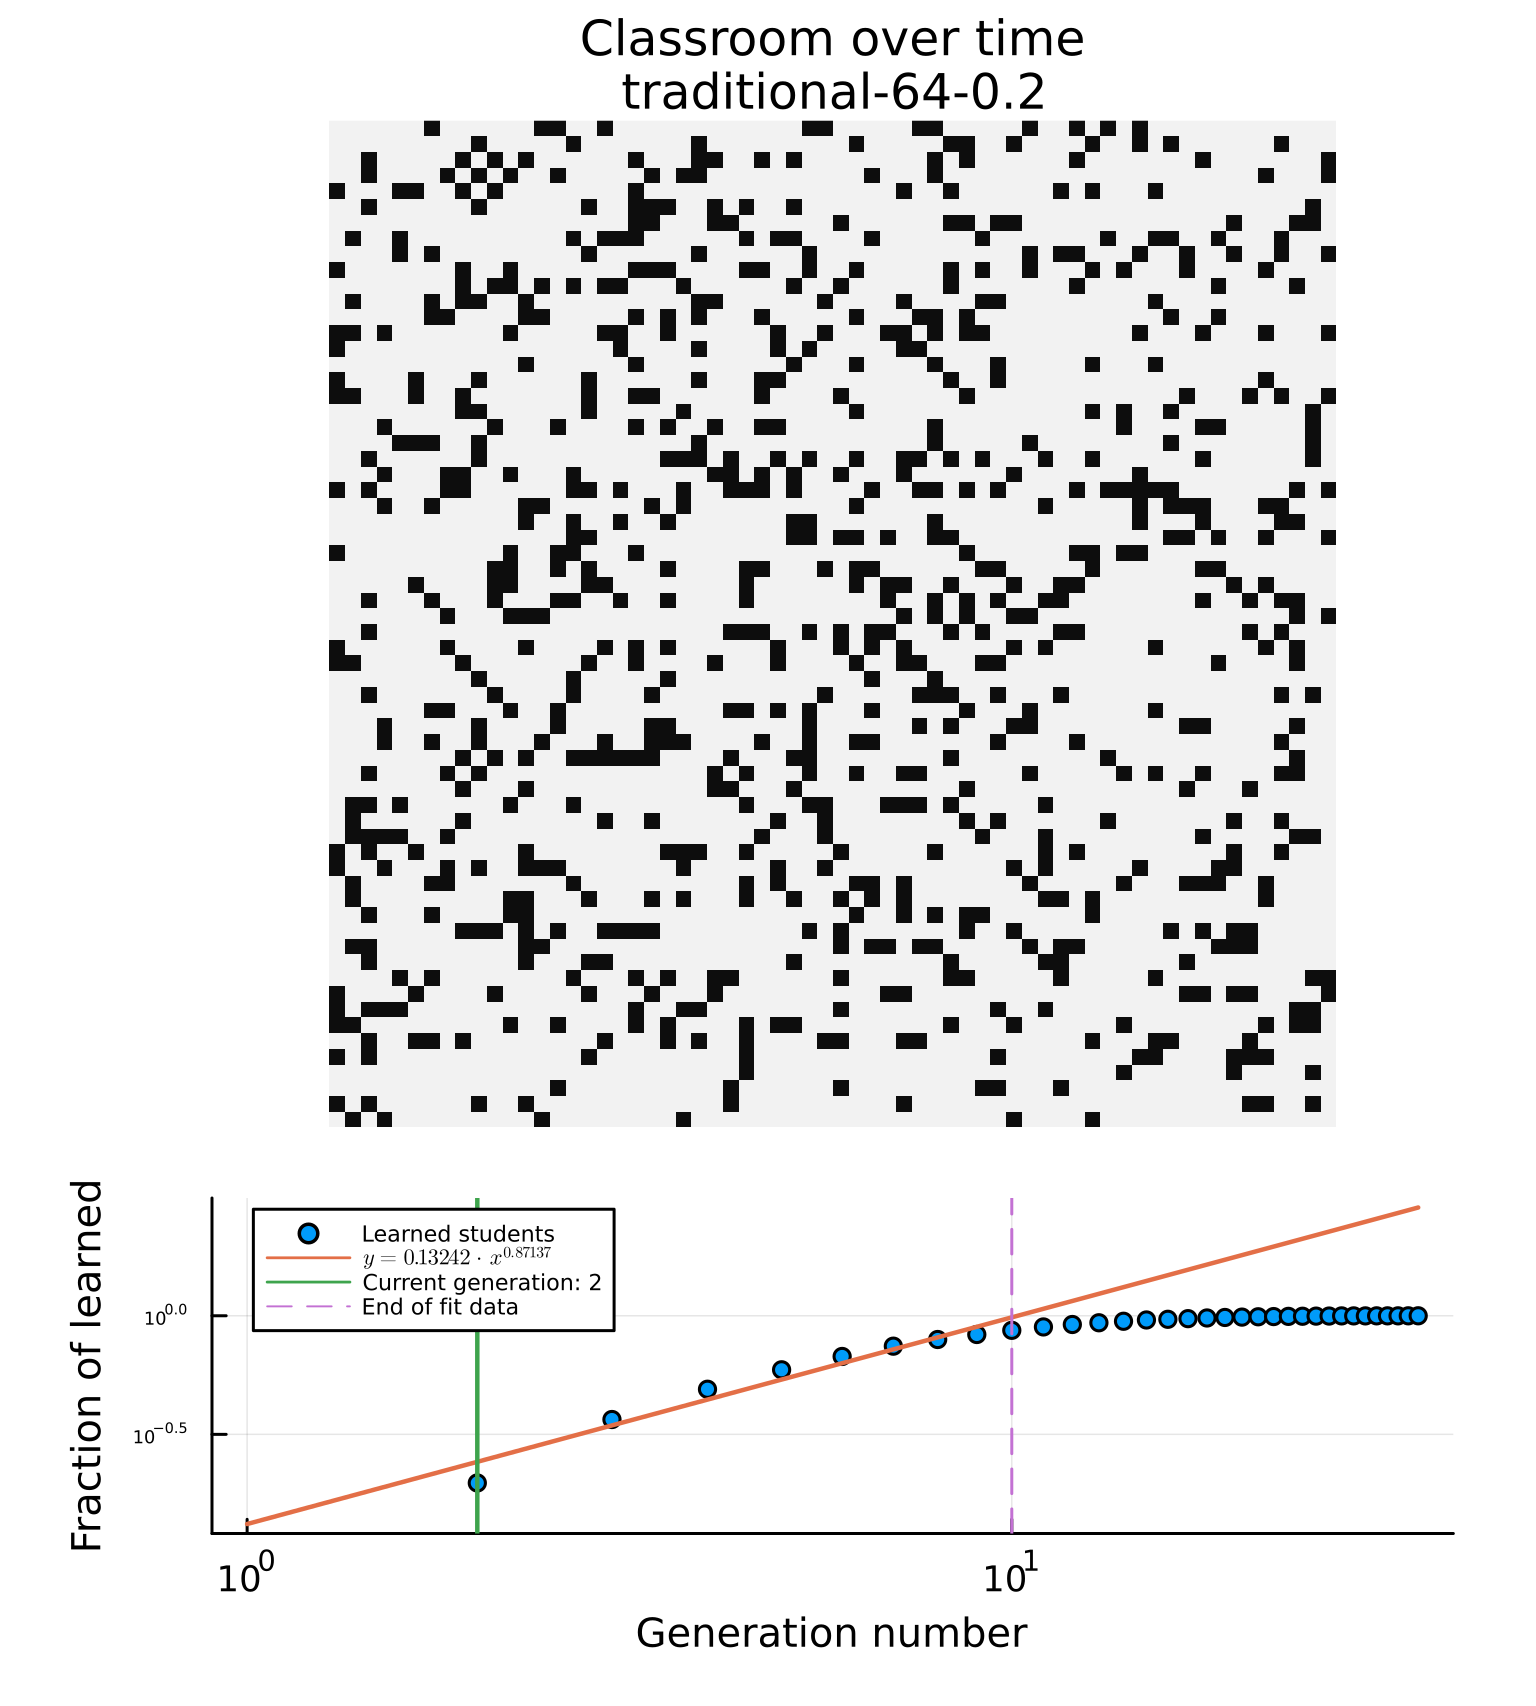 Classroom over time
traditional-64-0.2
Fraction of learned
10^0.0
10^−0.5
Learned students
y = 0.13242 · x^0.87137
Current generation: 2
End of fit data
10^0
10^1
Generation number